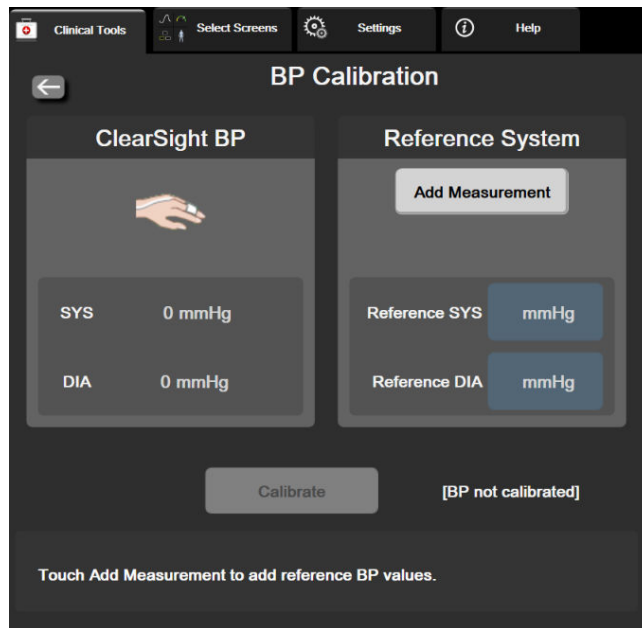 Clinical Tools
Select Screens
Settings
Help
BP Calibration
ClearSight BP
Reference System
Add Measurement
SYS 0 mmHg
Reference SYS mmHg
DIA 0 mmHg
Reference DIA mmHg
Calibrate
[BP not calibrated]
Touch Add Measurement to add reference BP values.